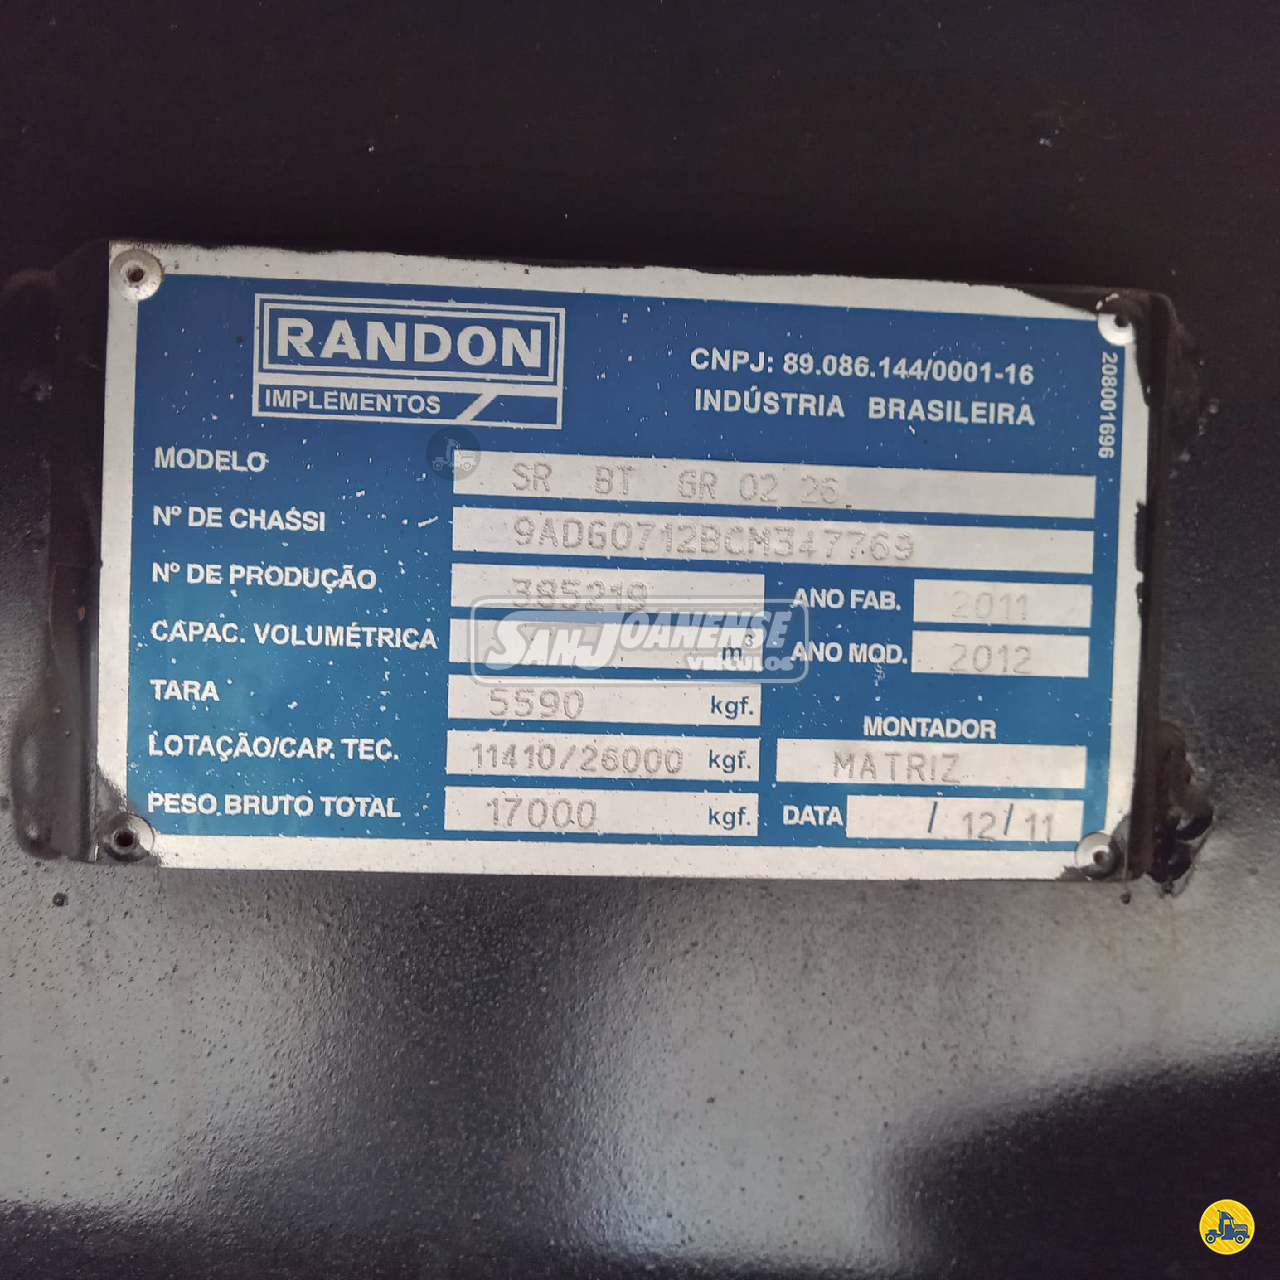 RANDON
IMPLEMENTOS
CNPJ: 89.086.144/0001-16
INDÚSTRIA BRASILEIRA
208001696
MODELO SR BT GR 02 26
Nº DE CHASSI 9ADG0712BCM347769
Nº DE PRODUÇÃO 385219 ANO FAB. 2011
CAPAC. VOLUMÉTRICA m³ ANO MOD. 2012
SANJOANENSE
VEÍCULOS
TARA 5590 kgf.
MONTADOR
LOTAÇÃO/CAP. TEC. 11410/26000 kgf. MATRIZ
PESO BRUTO TOTAL 17000 kgf. DATA / 12/11